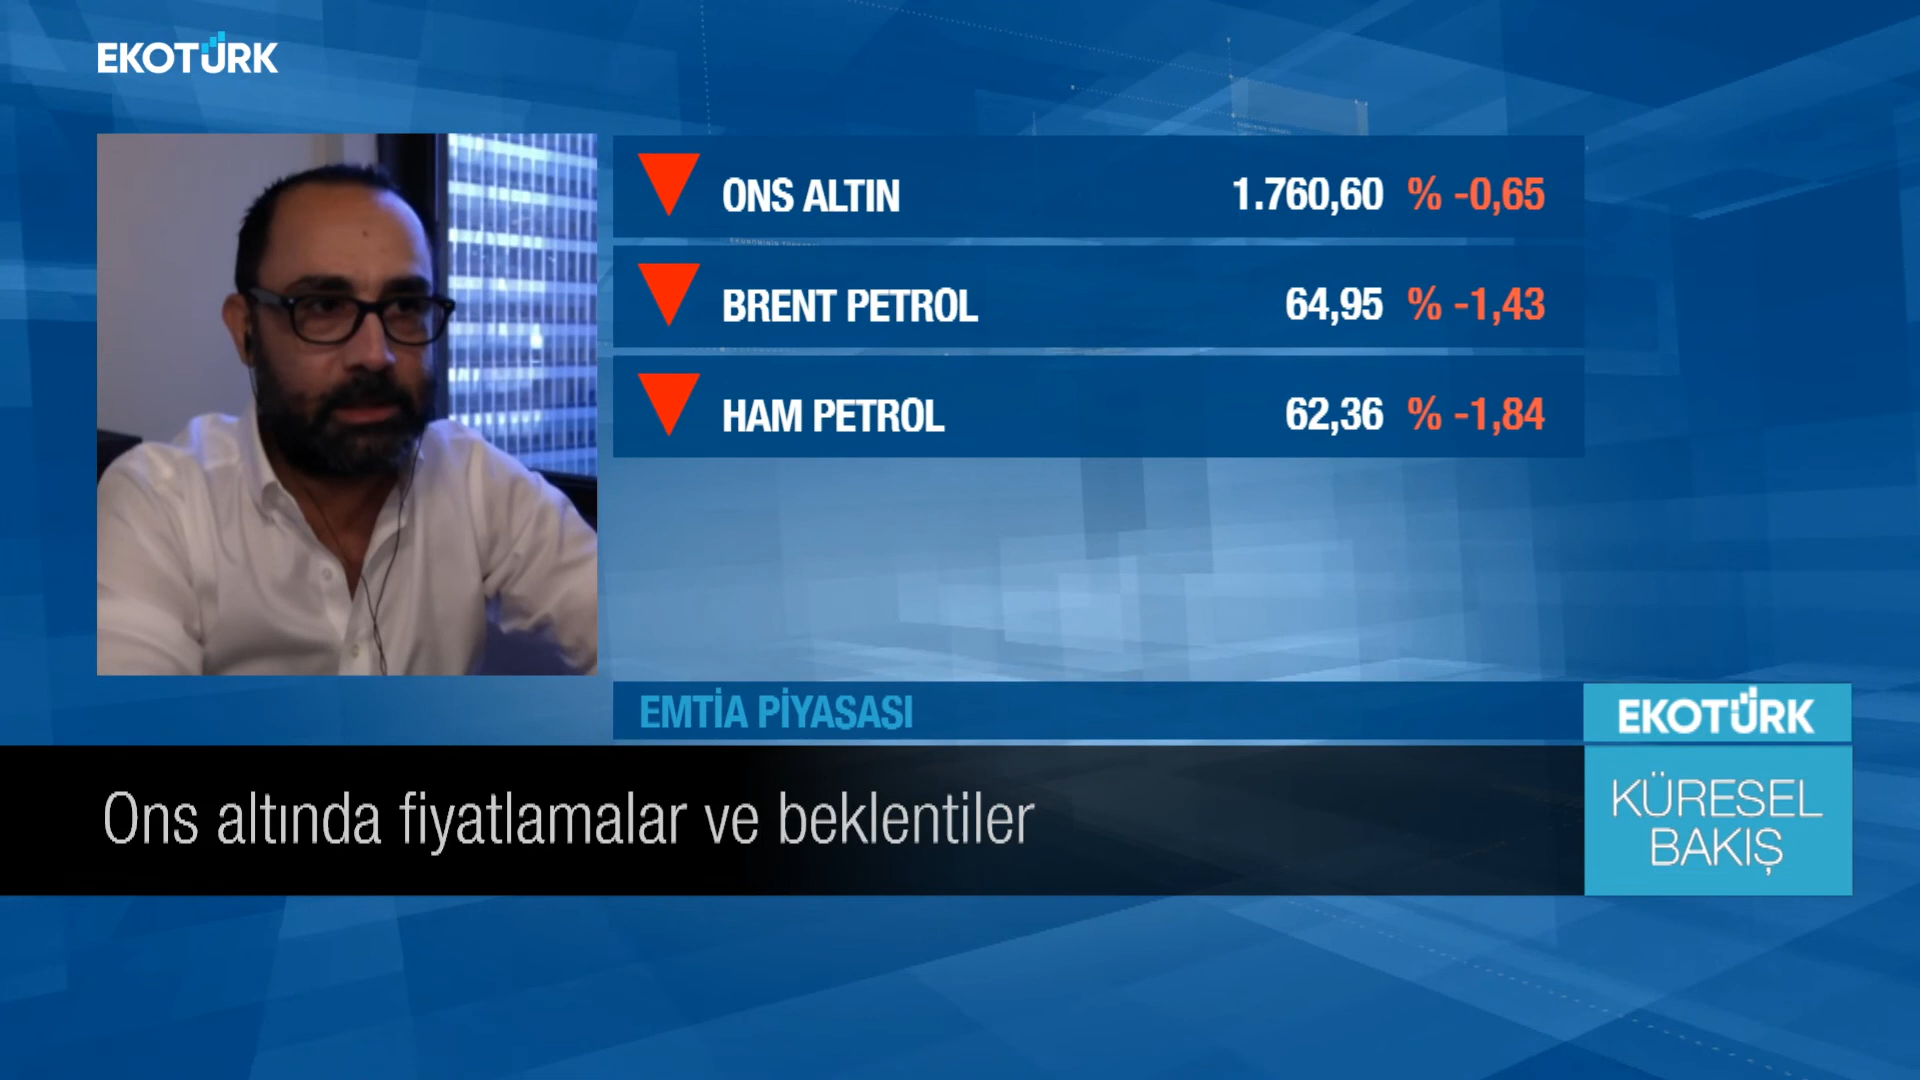 EKOTÜRK
ONS ALTIN 1.760,60 % -0,65
BRENT PETROL 64,95 % -1,43
HAM PETROL 62,36 % -1,84
EMTİA PİYASASI
EKOTÜRK
Ons altında fiyatlamalar ve beklentiler
KÜRESEL
BAKIŞ